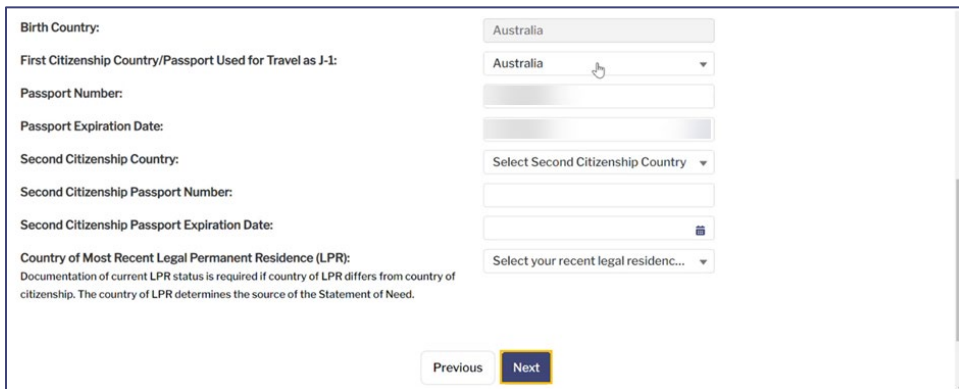 Birth Country:
Australia
First Citizenship Country/Passport Used for Travel as J-1:
Australia
Passport Number:
Passport Expiration Date:
Second Citizenship Country:
Select Second Citizenship Country
Second Citizenship Passport Number:
Second Citizenship Passport Expiration Date:
Country of Most Recent Legal Permanent Residence (LPR):
Select your recent legal residenc...
Documentation of current LPR status is required if country of LPR differs from country of
citizenship. The country of LPR determines the source of the Statement of Need.
Previous
Next